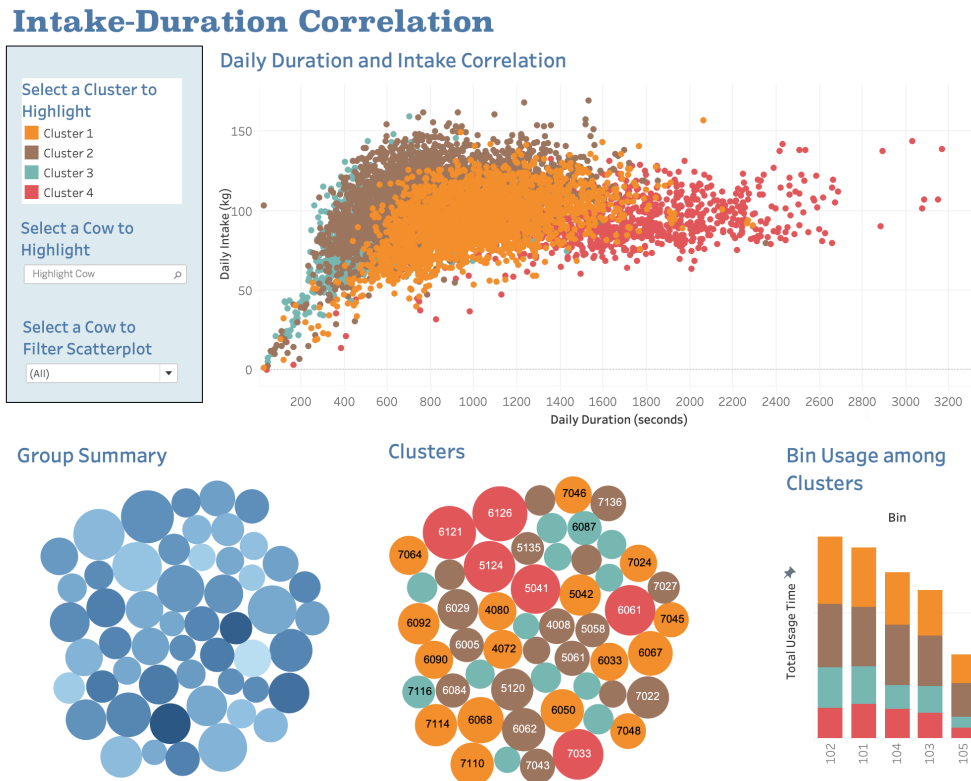 Intake-Duration Correlation
Select a Cluster to
Highlight
Cluster 1
Cluster 2
Cluster 3
Cluster 4
Select a Cow to
Highlight
Highlight Cow
Select a Cow to
Filter Scatterplot
(All)
Daily Duration and Intake Correlation
Daily Intake (kg)
150
100
50
0
200 400 600 800 1000 1200 1400 1600 1800 2000 2200 2400 2600 2800 3000 3200
Daily Duration (seconds)
Group Summary
Clusters
7046
7136
6126
6121
6087
5135
7064
7024
5124
5041
5042
7027
6029
4080
6061
7045
6092
4008
5058
6005
4072
6090
5061
6033
6067
7116
6084
5120
7022
6050
7114
6068
6062
7048
7033
7110
7043
Bin Usage among
Clusters
Bin
Total Usage Time
102
101
104
103
105